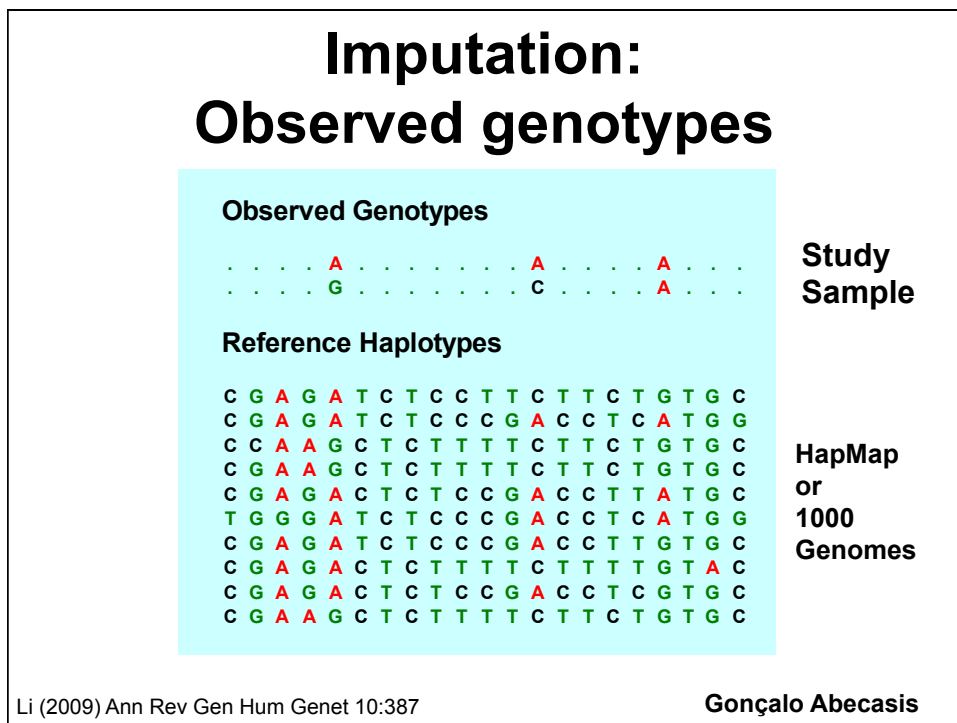 Imputation:
Observed genotypes
Observed Genotypes
. . . . A . . . . . . . A . . . . A . . .
. . . . G . . . . . . . C . . . . A . . .
Study
Sample
Reference Haplotypes
C G A G A T C T C C T T C T T C T G T G C
C G A G A T C T C C C G A C C T C A T G G
C C A A G C T C T T T T C T T C T G T G C
C G A A G C T C T T T T C T T C T G T G C
C G A G A C T C T C C G A C C T T A T G C
T G G G A T C T C C C G A C C T C A T G G
C G A G A T C T C C C G A C C T T G T G C
C G A G A C T C T T T T C T T T T G T A C
C G A G A C T C T C C G A C C T C G T G C
C G A A G C T C T T T T C T T C T G T G C
HapMap
or
1000
Genomes
Li (2009) Ann Rev Gen Hum Genet 10:387
Gonçalo Abecasis